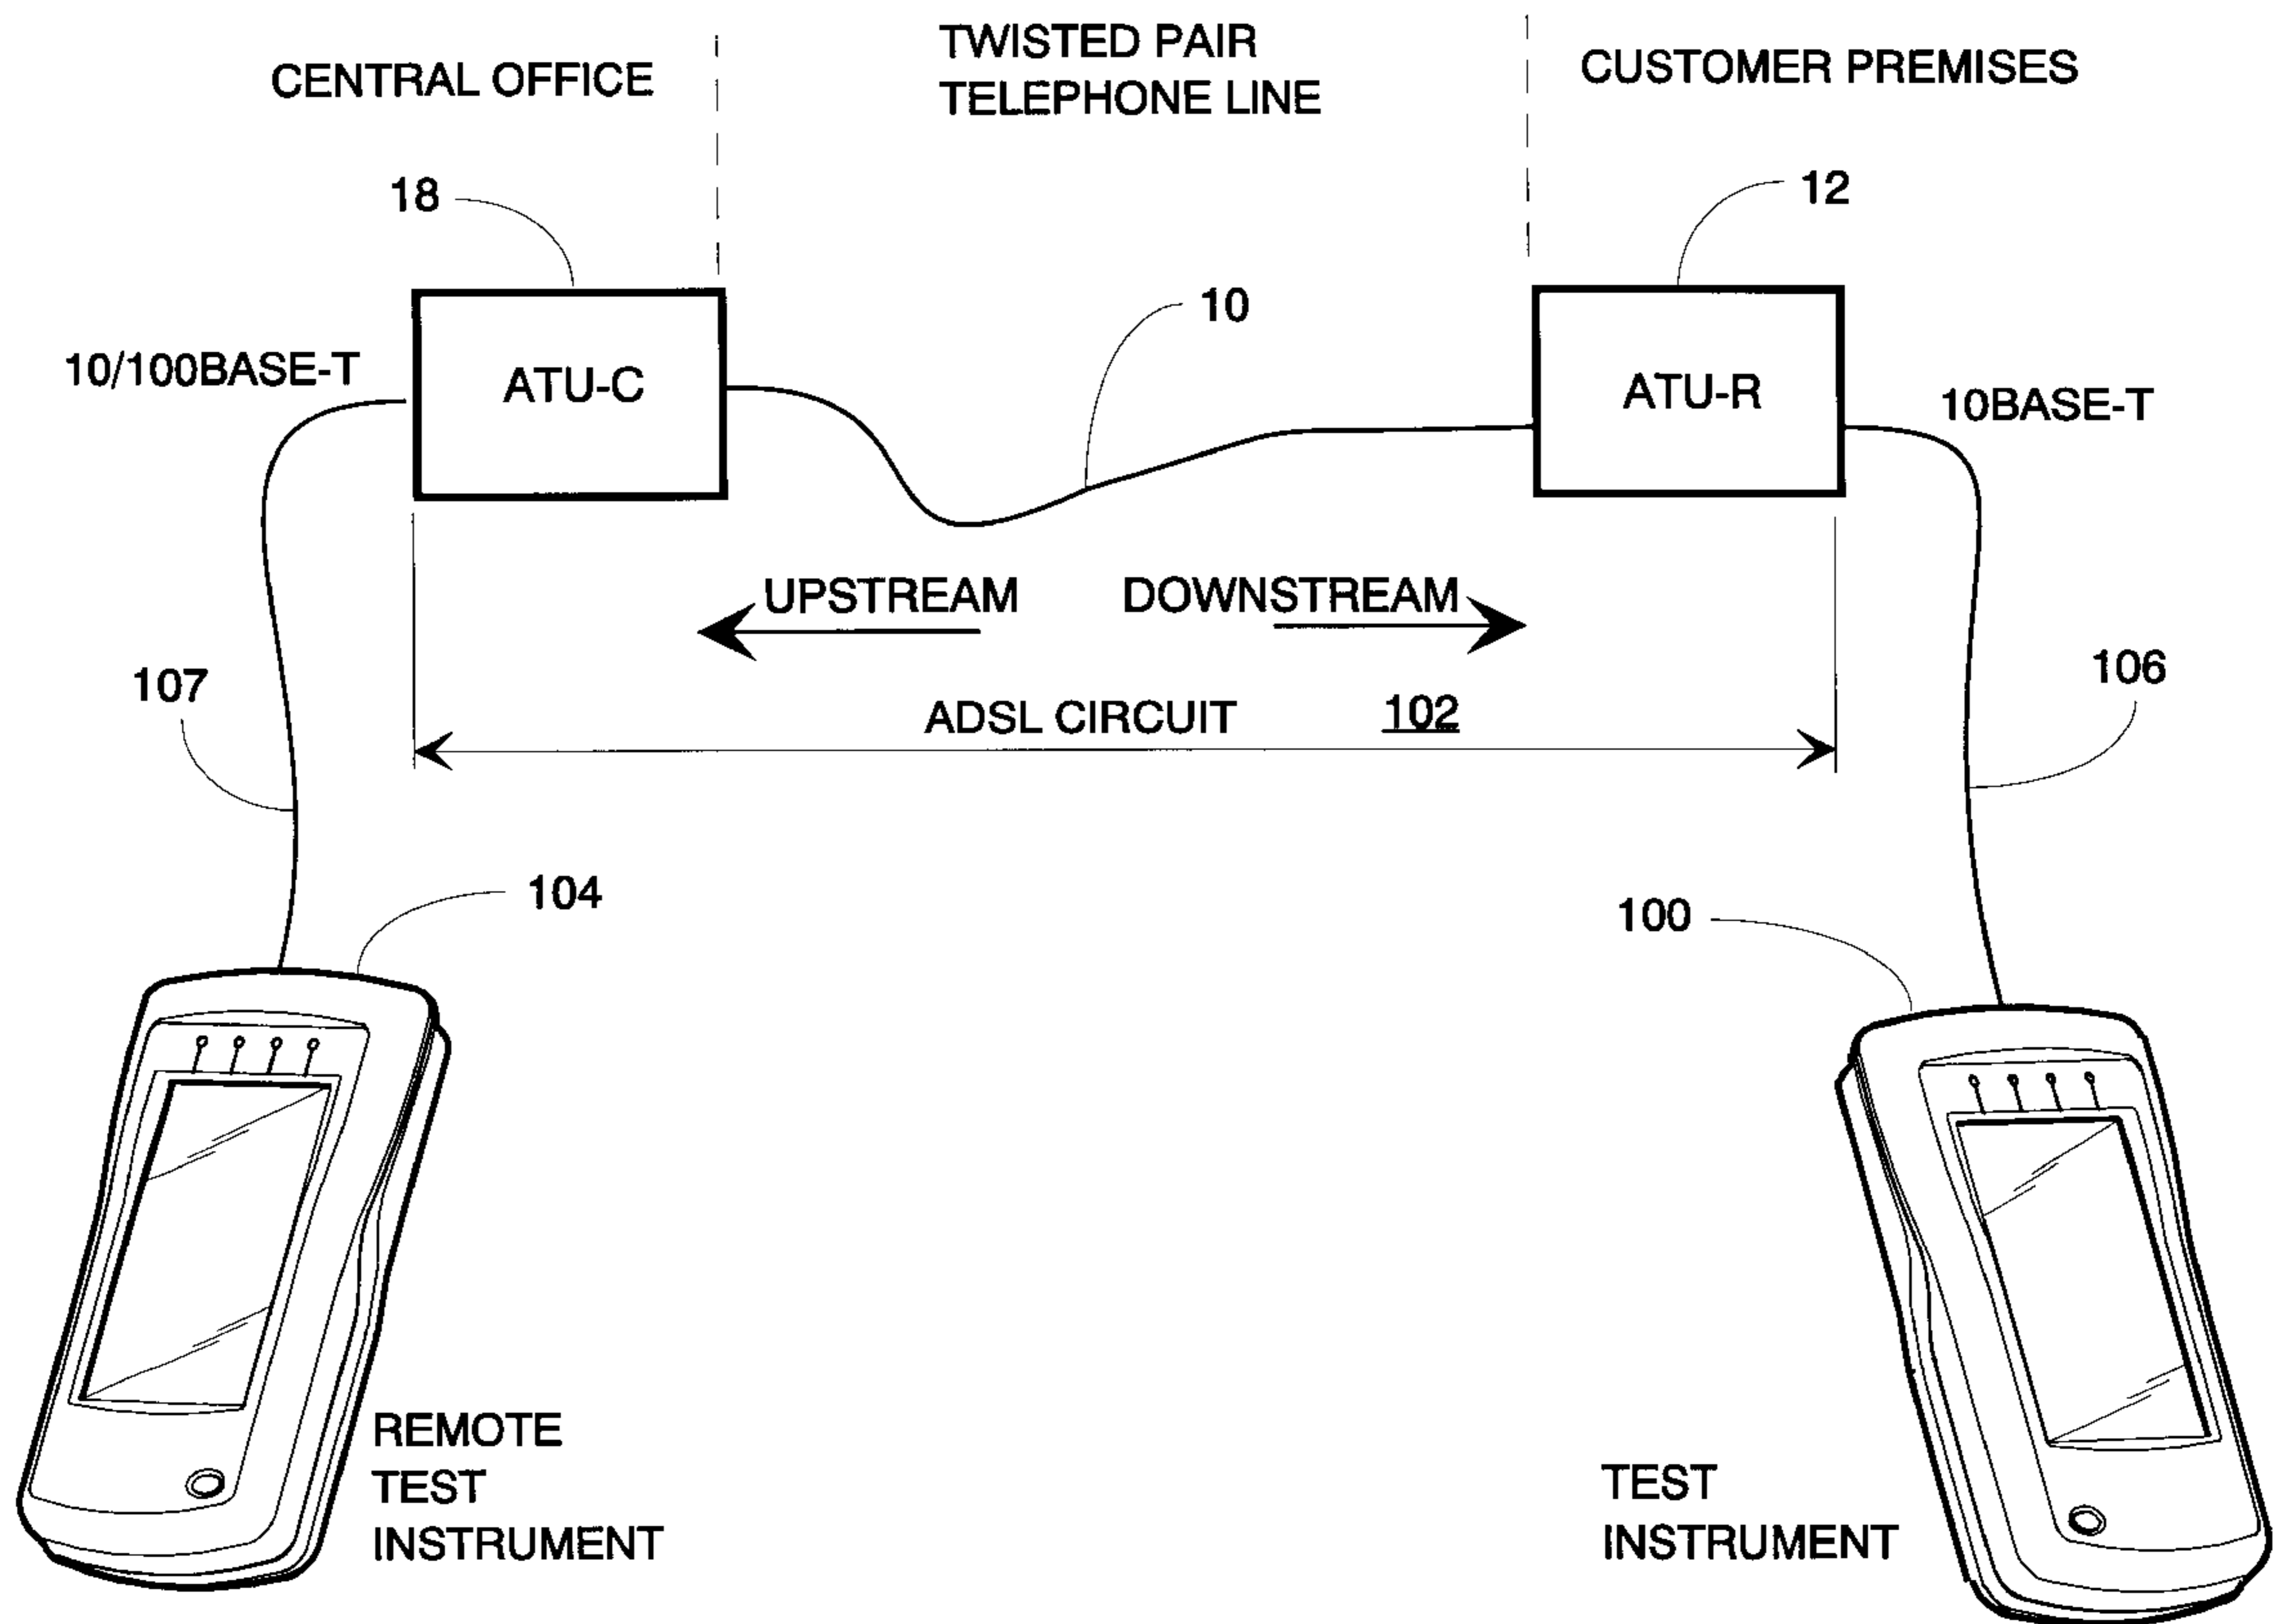 CENTRAL OFFICE
TWISTED PAIR
TELEPHONE LINE
CUSTOMER PREMISES
18
12
10
10/100BASE-T
ATU-C
ATU-R
10BASE-T
UPSTREAM
DOWNSTREAM
107
106
ADSL CIRCUIT 102
104
100
REMOTE
TEST
INSTRUMENT
TEST
INSTRUMENT